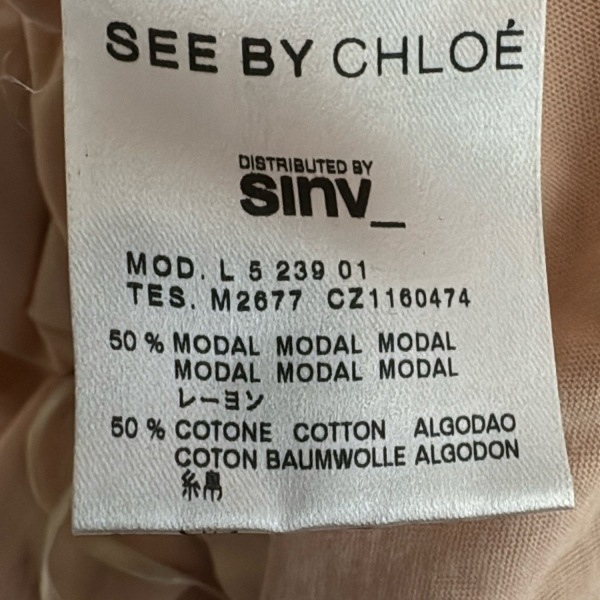 SEE BY CHLOÉ
DISTRIBUTED BY
sinv_
MOD. L 5 239 01
TES. M2677 CZ1160474
50 % MODAL MODAL MODAL
MODAL MODAL MODAL
レーヨン
50 % COTONE COTTON ALGODAO
COTON BAUMWOLLE ALGODON